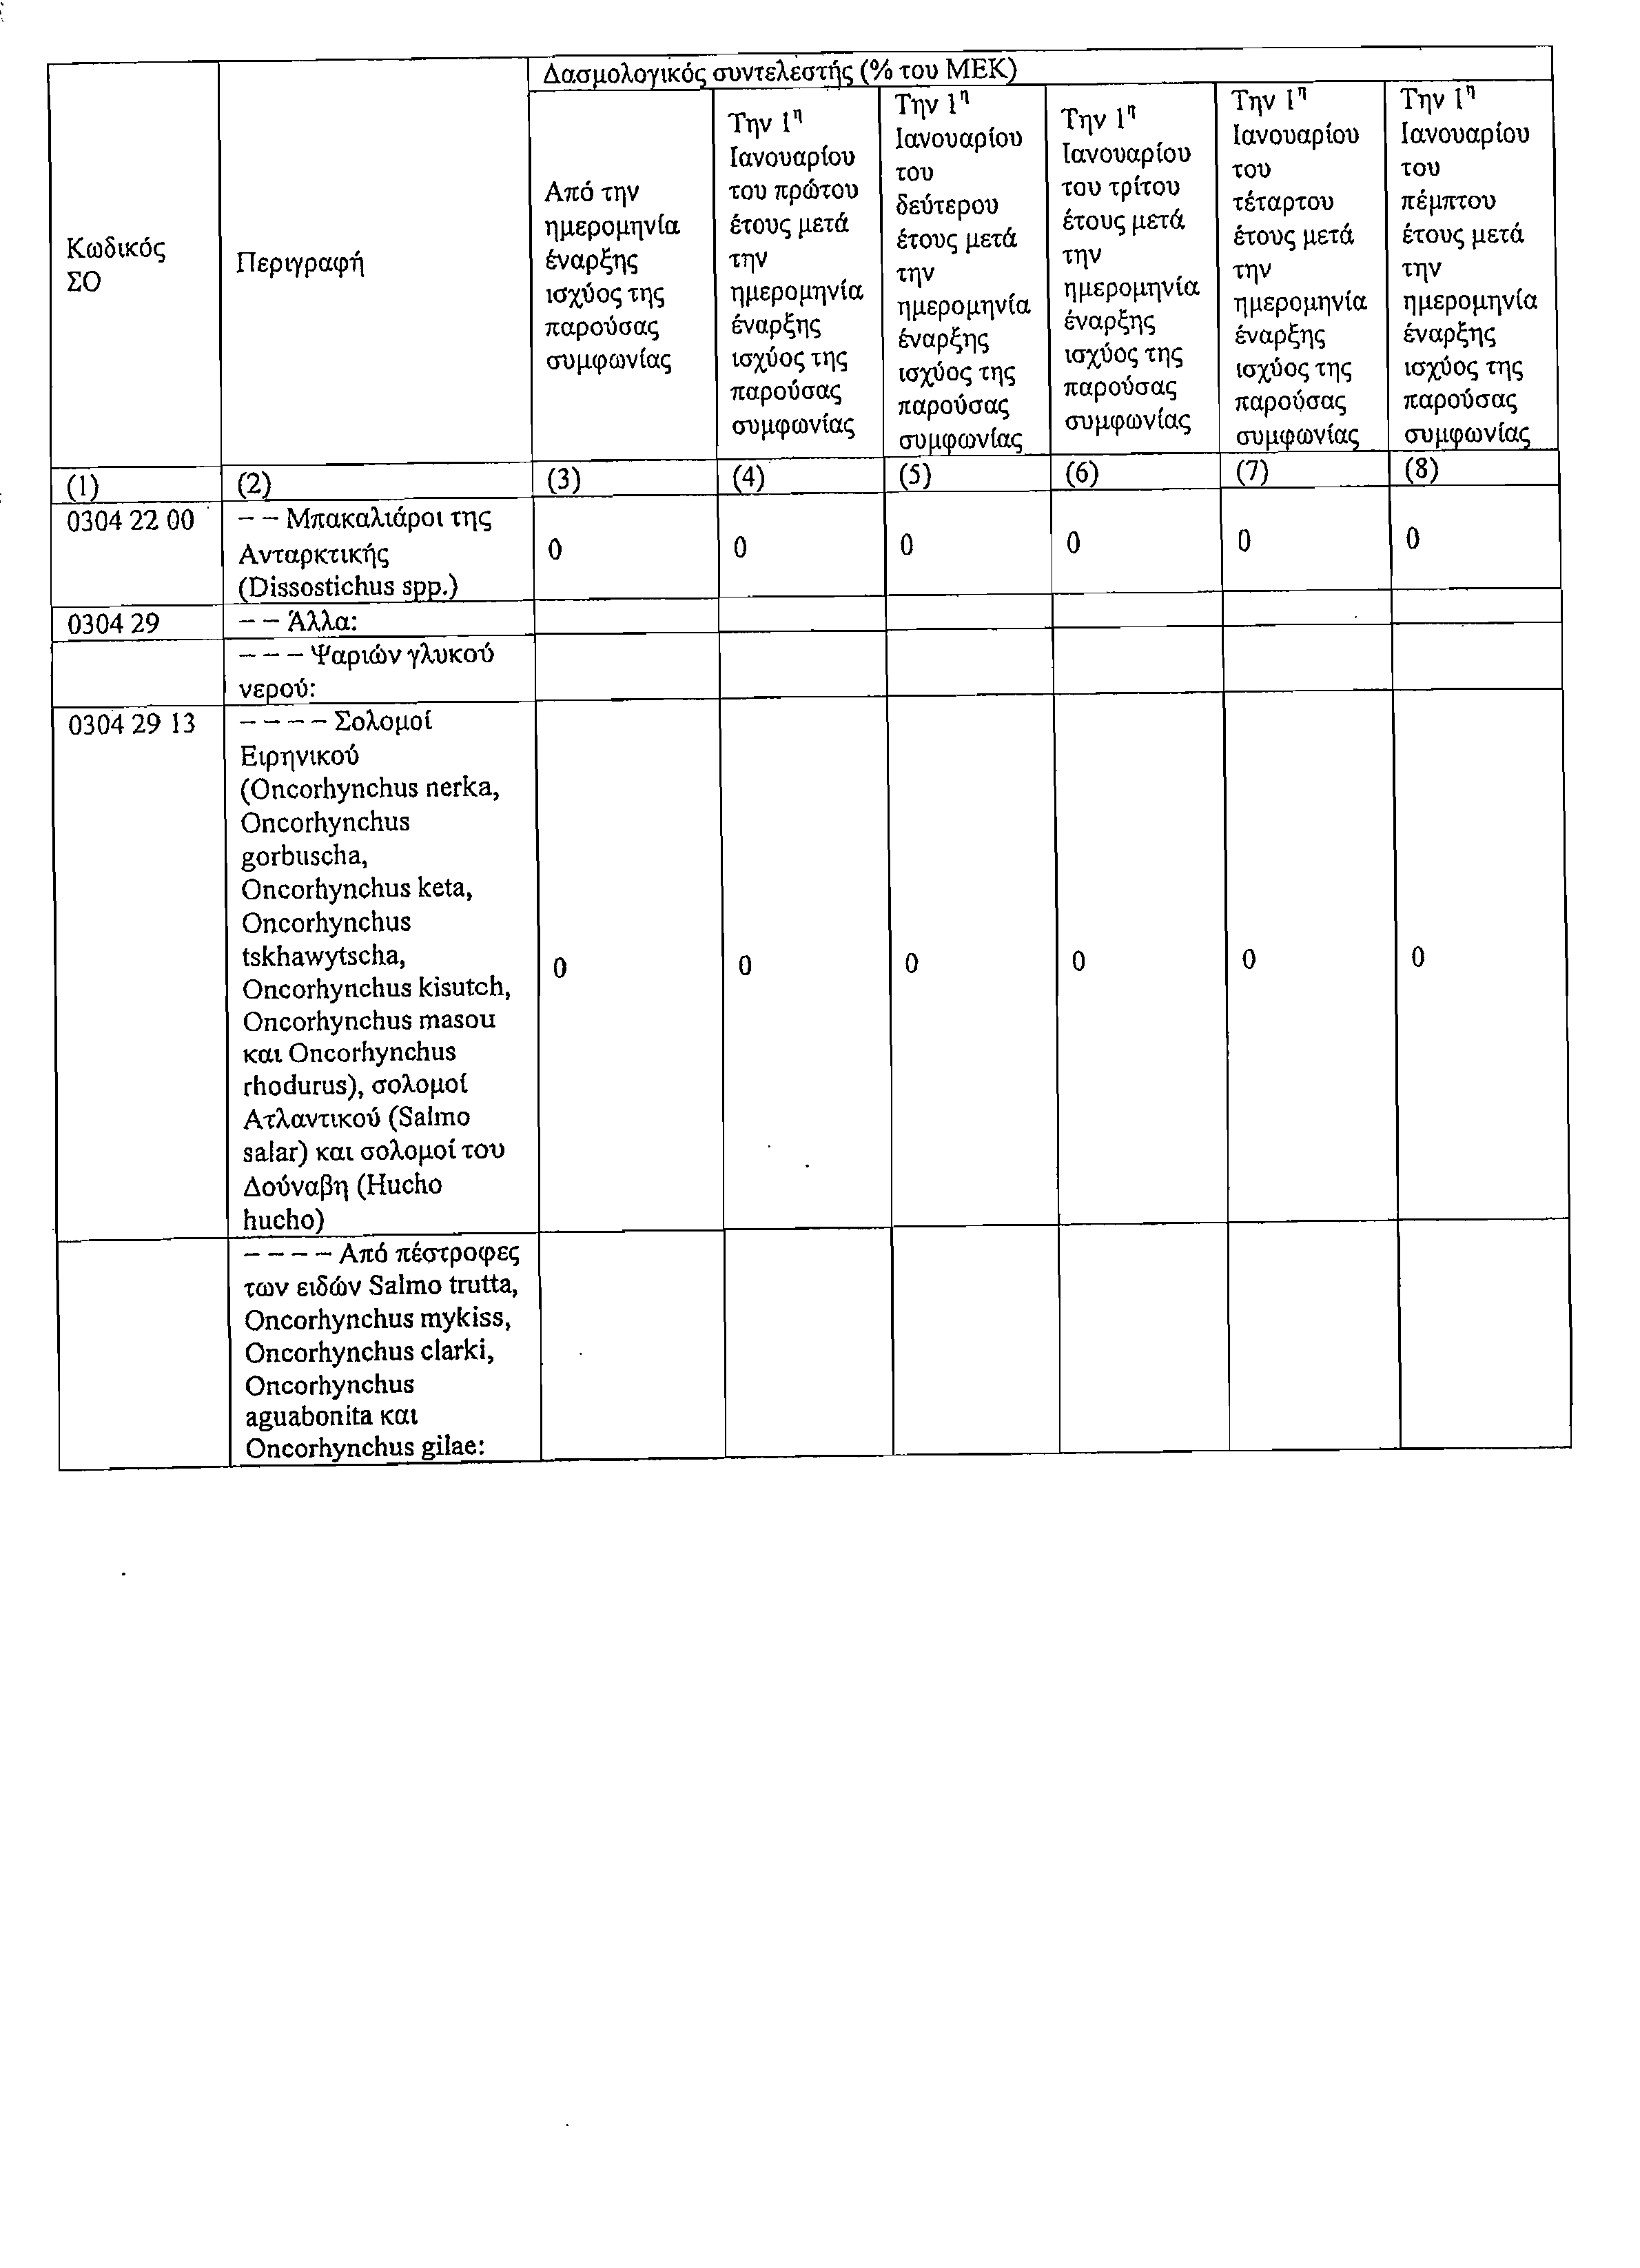 Δασμολογικός συντελεστής (% του ΜΕΚ)
Κωδικός
ΣΟ
Περιγραφή
Από την
ημερομηνία
έναρξης
ισχύος της
παρούσας
συμφωνίας
Την 1η
Ιανουαρίου
του πρώτου
έτους μετά
την
ημερομηνία
έναρξης
ισχύος της
παρούσας
συμφωνίας
Την 1η
Ιανουαρίου
του
δεύτερου
έτους μετά
την
ημερομηνία
έναρξης
ισχύος της
παρούσας
συμφωνίας
Την 1η
Ιανουαρίου
του τρίτου
έτους μετά
την
ημερομηνία
έναρξης
ισχύος της
παρούσας
συμφωνίας
Την 1η
Ιανουαρίου
του
τέταρτου
έτους μετά
την
ημερομηνία
έναρξης
ισχύος της
παρούσας
συμφωνίας
Την 1η
Ιανουαρίου
του
πέμπτου
έτους μετά
την
ημερομηνία
έναρξης
ισχύος της
παρούσας
συμφωνίας
(1) (2) (3) (4) (5) (6) (7) (8)
0304 22 00 – – Μπακαλιάροι της
Ανταρκτικής 0 0 0 0 0 0
(Dissostichus spp.)
0304 29 – – Άλλα:
– – – Ψαριών γλυκού
νερού:
0304 29 13 – – – – Σολομοί
Ειρηνικού
(Oncorhynchus nerka,
Oncorhynchus
gorbuscha,
Oncorhynchus keta,
Oncorhynchus
tskhawytscha, 0 0 0 0 0 0
Oncorhynchus kisutch,
Oncorhynchus masou
και Oncorhynchus
rhodurus), σολομοί
Ατλαντικού (Salmo
salar) και σολομοί του
Δούναβη (Hucho
hucho)
– – – – Από πέστροφες
των ειδών Salmo trutta,
Oncorhynchus mykiss,
Oncorhynchus clarki,
Oncorhynchus
aguabonita και
Oncorhynchus gilae: